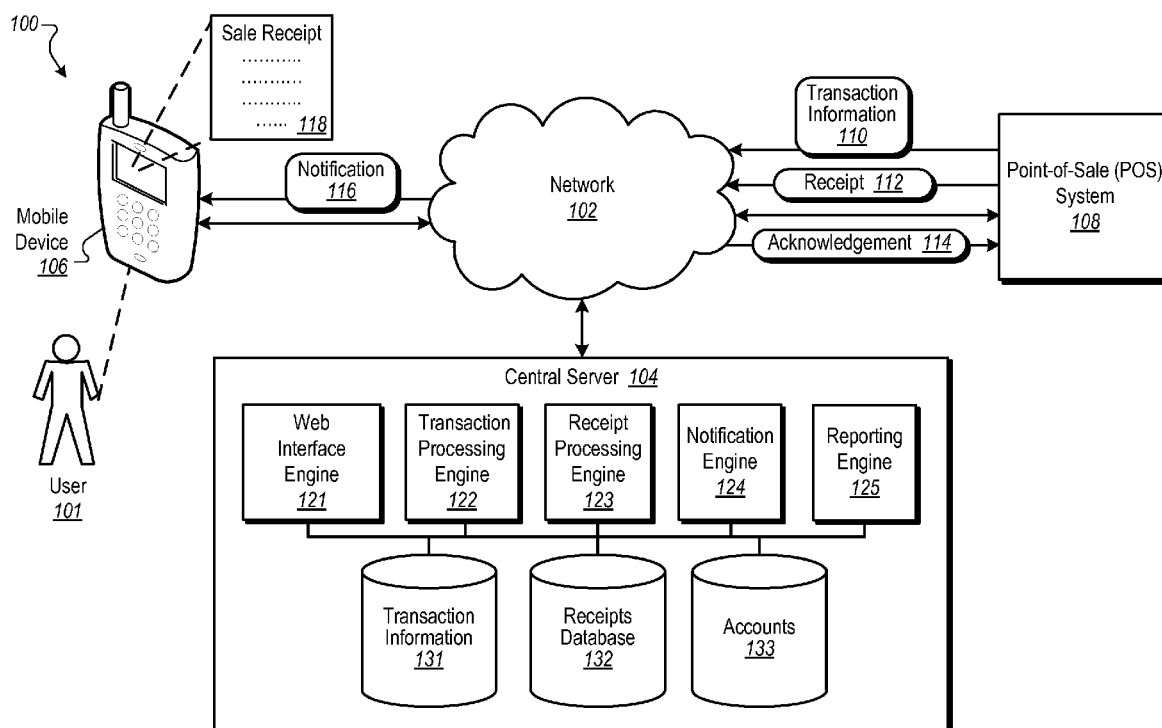 100
Sale Receipt
118
Mobile
Device
106
User
101
Notification
116
Network
102
Transaction
Information
110
Receipt 112
Acknowledgement 114
Point-of-Sale (POS)
System
108
Central Server 104
Web
Interface
Engine
121
Transaction
Processing
Engine
122
Receipt
Processing
Engine
123
Notification
Engine
124
Reporting
Engine
125
Transaction
Information
131
Receipts
Database
132
Accounts
133